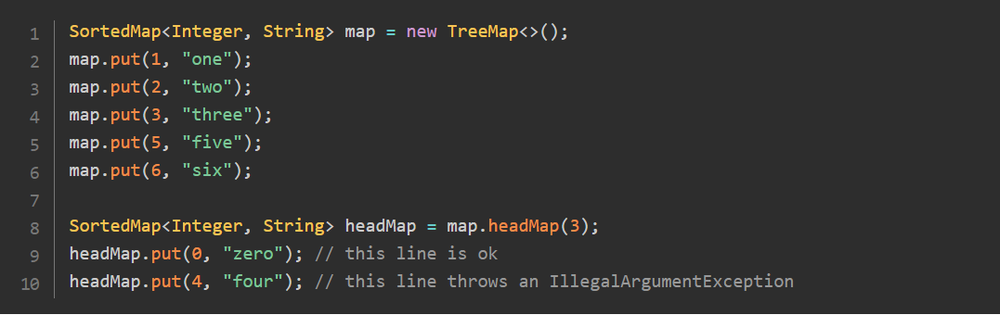 1 SortedMap<Integer, String> map = new TreeMap<>();
2 map.put(1, "one");
3 map.put(2, "two");
4 map.put(3, "three");
5 map.put(5, "five");
6 map.put(6, "six");
7
8 SortedMap<Integer, String> headMap = map.headMap(3);
9 headMap.put(0, "zero"); // this line is ok
10 headMap.put(4, "four"); // this line throws an IllegalArgumentException